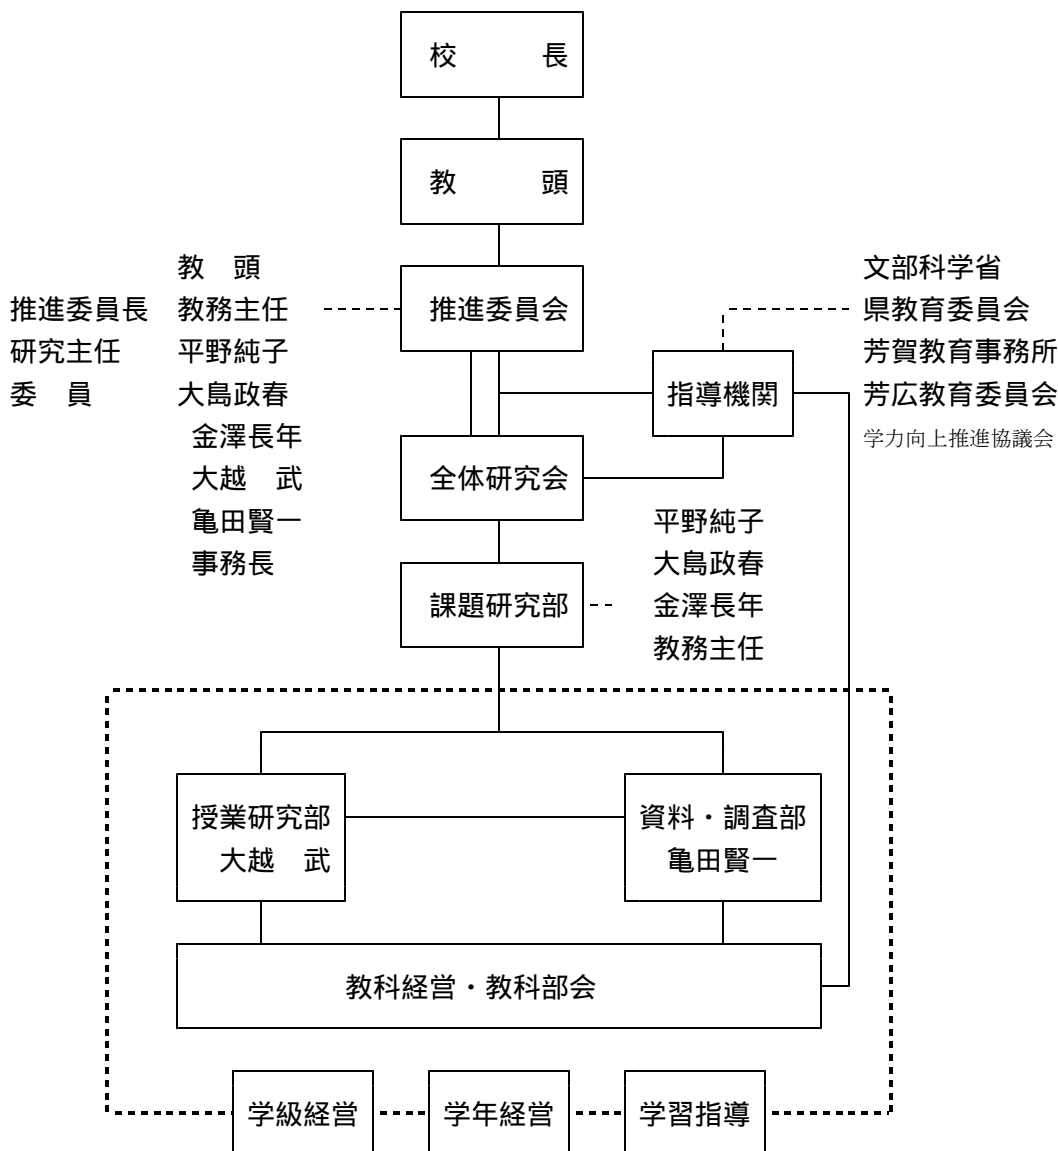 校　　　長
教　　　頭
教　頭
推進委員長　教務主任
研究主任　平野純子
委　員　大島政春
金澤長年
大越　武
亀田賢一
事務長
推進委員会
文部科学省
県教育委員会
芳賀教育事務所
芳広教育委員会
学力向上推進協議会
指導機関
全体研究会
課題研究部
平野純子
大島政春
金澤長年
教務主任
授業研究部
大越　武
資料・調査部
亀田賢一
教科経営・教科部会
学級経営
学年経営
学習指導